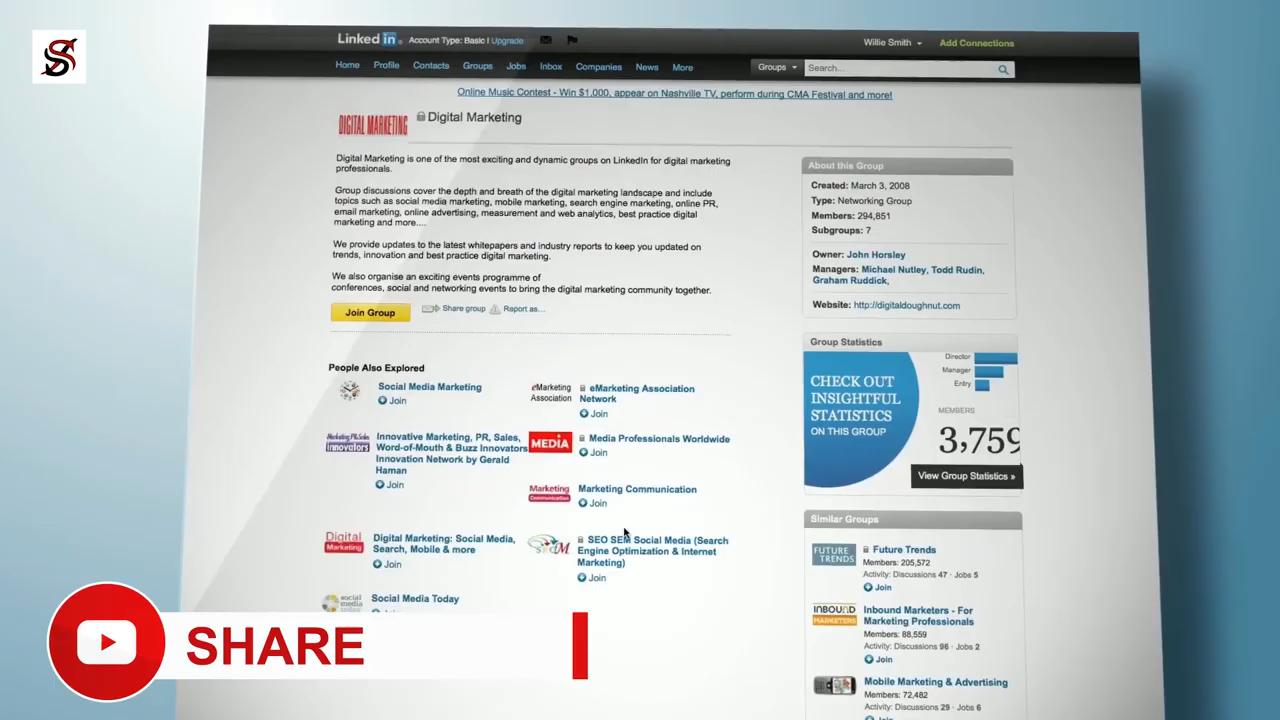 Linked in Account Type: Basic | Upgrade
Willie Smith Add Connections
Home Profile Contacts Groups Jobs Inbox Companies News More
Groups Search...
Online Music Contest - Win $1,000, appear on Nashville TV, perform during CMA Festival and more!
DIGITAL MARKETING Digital Marketing
Digital Marketing is one of the most exciting and dynamic groups on LinkedIn for digital marketing
professionals.
Group discussions cover the depth and breath of the digital marketing landscape and include
topics such as social media marketing, mobile marketing, search engine marketing, online PR,
email marketing, online advertising, measurement and web analytics, best practice digital
marketing and more....
We provide updates to the latest whitepapers and industry reports to keep you updated on
trends, innovation and best practice digital marketing.
We also organise an exciting events programme of
conferences, social and networking events to bring the digital marketing community together.
Join Group Share group Report as...
People Also Explored
Social Media Marketing
Join
eMarketing
Association
eMarketing Association
Network
Join
Marketing, PR, Sales
Innovators
Innovative Marketing, PR, Sales,
Word-of-Mouth & Buzz Innovators
Innovation Network by Gerald
Haman
Join
MEDIA
Media Professionals Worldwide
Join
Marketing
Communication
Marketing Communication
Join
Digital
Marketing
Digital Marketing: Social Media,
Search, Mobile & more
Join
SEO SEM Social Media (Search
Engine Optimization & Internet
Marketing)
Join
social
media
today
Social Media Today
About this Group
Created: March 3, 2008
Type: Networking Group
Members: 294,851
Subgroups: 7
Owner: John Horsley
Managers: Michael Nutley, Todd Rudin,
Graham Ruddick,
Website: http://digitaldoughnut.com
Group Statistics
CHECK OUT
INSIGHTFUL
STATISTICS
ON THIS GROUP
Director
Manager
Entry
MEMBERS
3,759
View Group Statistics »
Similar Groups
FUTURE
TRENDS
Future Trends
Members: 205,572
Activity: Discussions 47 · Jobs 5
Join
INBOUND
MARKETERS
Inbound Marketers - For
Marketing Professionals
Members: 88,559
Activity: Discussions 96 · Jobs 2
Join
Mobile Marketing & Advertising
Members: 72,482
Activity: Discussions 29 · Jobs 6
SHARE